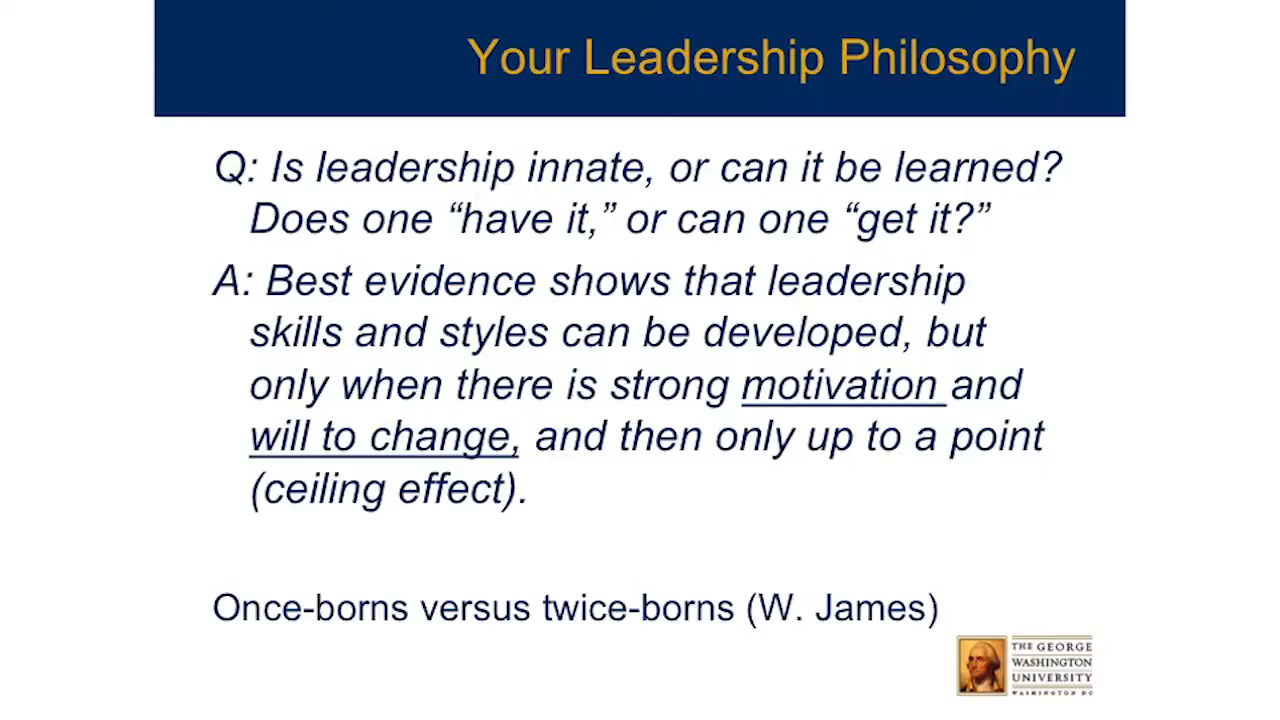 Your Leadership Philosophy
Q: Is leadership innate, or can it be learned?
Does one “have it,” or can one “get it?”
A: Best evidence shows that leadership
skills and styles can be developed, but
only when there is strong motivation and
will to change, and then only up to a point
(ceiling effect).
Once-borns versus twice-borns (W. James)
THE GEORGE
WASHINGTON
UNIVERSITY
WASHINGTON DC